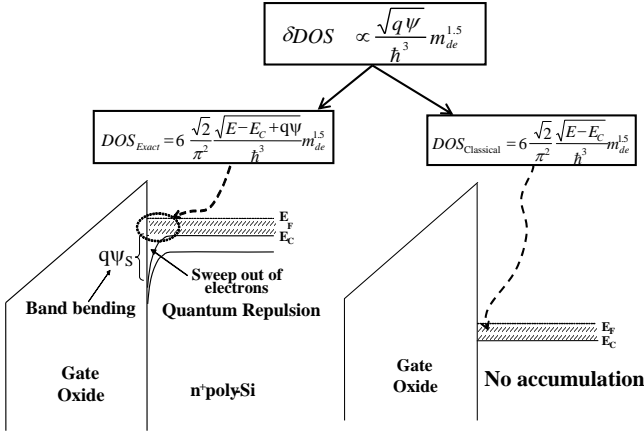 δDOS ∝ √(qψ) / ħ³ m_de^1.5
DOS_Exact = 6 √2/π² √(E−E_C+qψ)/ħ³ m_de^1.5
DOS_Classical = 6 √2/π² √(E−E_C)/ħ³ m_de^1.5
E_F
E_C
qψ_S
Sweep out of
electrons
Band bending
Quantum Repulsion
E_F
E_C
Gate
Oxide
n⁺poly-Si
Gate
Oxide
No accumulation